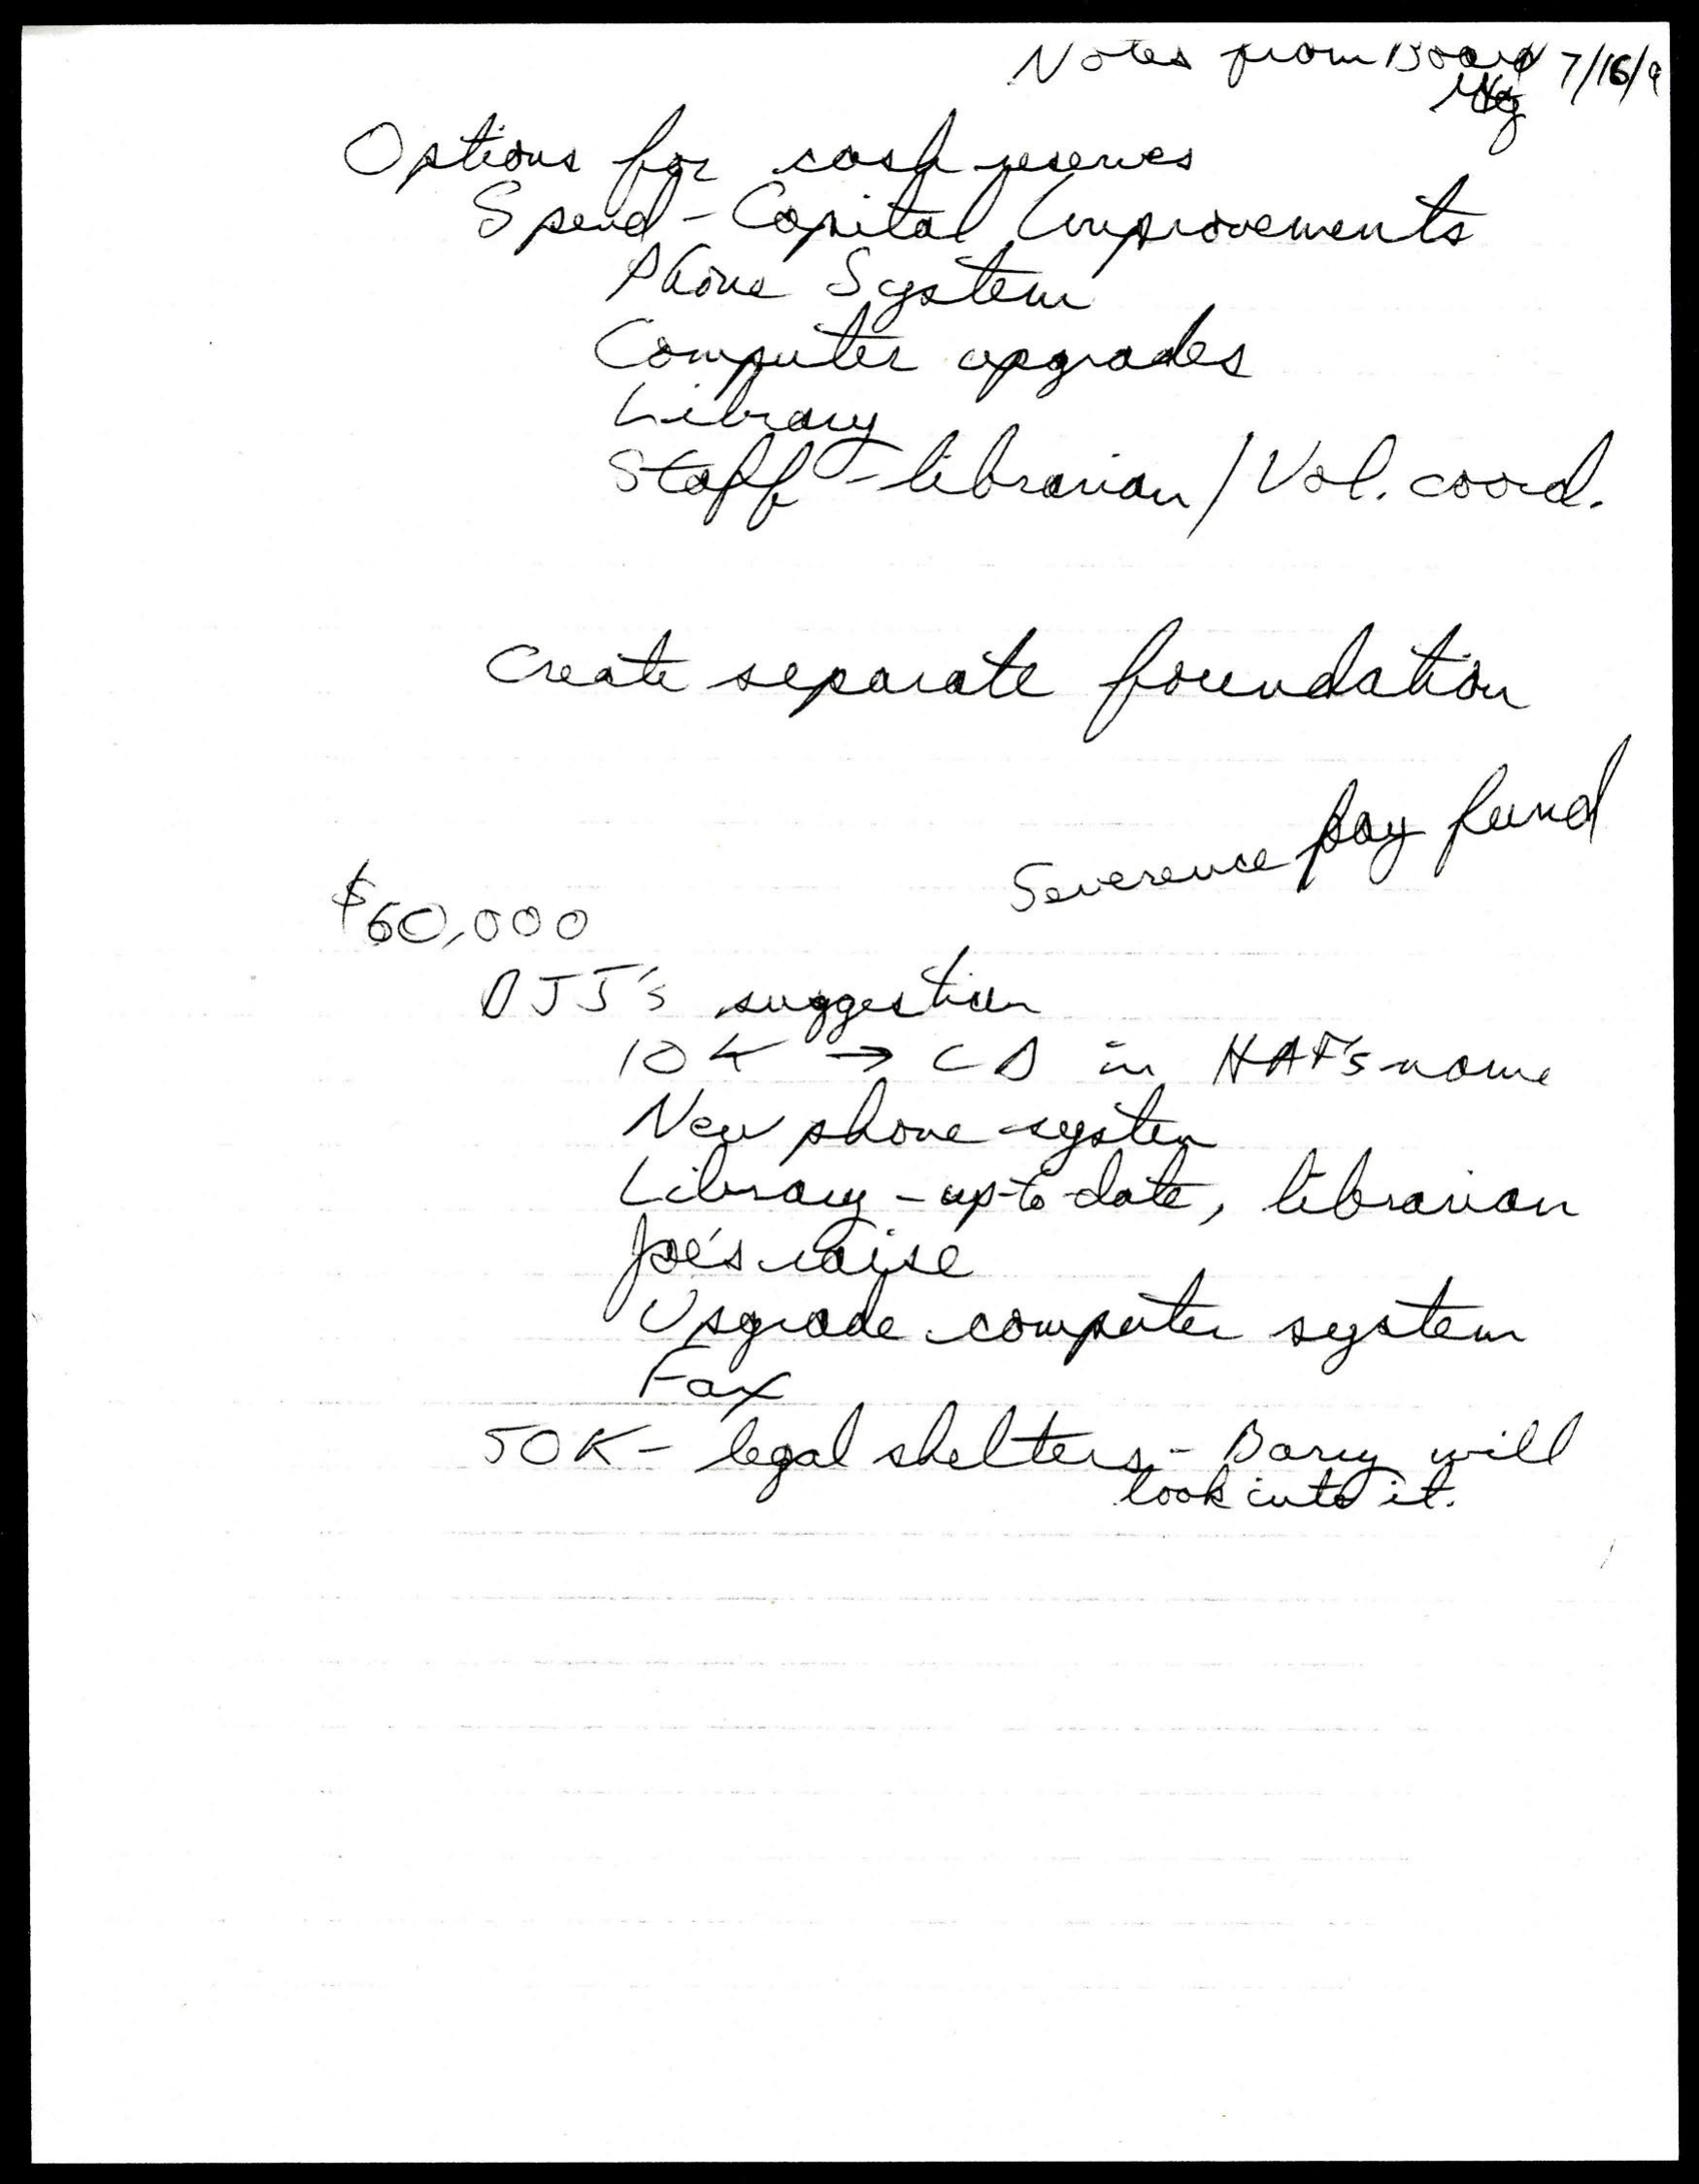 Notes from Board 7/16/9
Mtg
Options for cash reserves
Spend - Capital Improvements
Phone System
Computer upgrades
Library
Staff - librarian / Vol. coord.
Create separate foundation
Severence pay fund
$60,000
DJJ's suggestion
10K → CD in HAF's name
New phone system
Library - up-to-date, librarian
Joe's raise
Upgrade computer system
Fax
50K - legal shelters - Barry will
look into it.